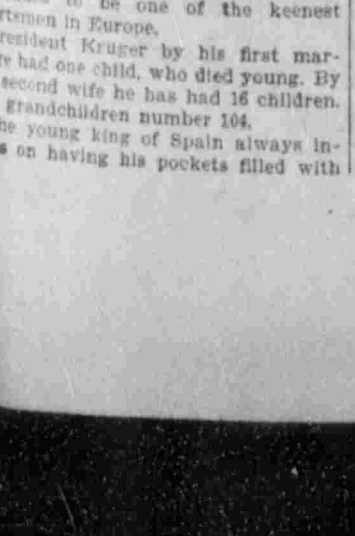 to be one of the keenest
rtsmen in Europe.
resident Kruger by his first mar-
e had one child, who died young. By
second wife he has had 16 children.
grandchildren number 104.
he young king of Spain always in-
s on having his pockets filled with